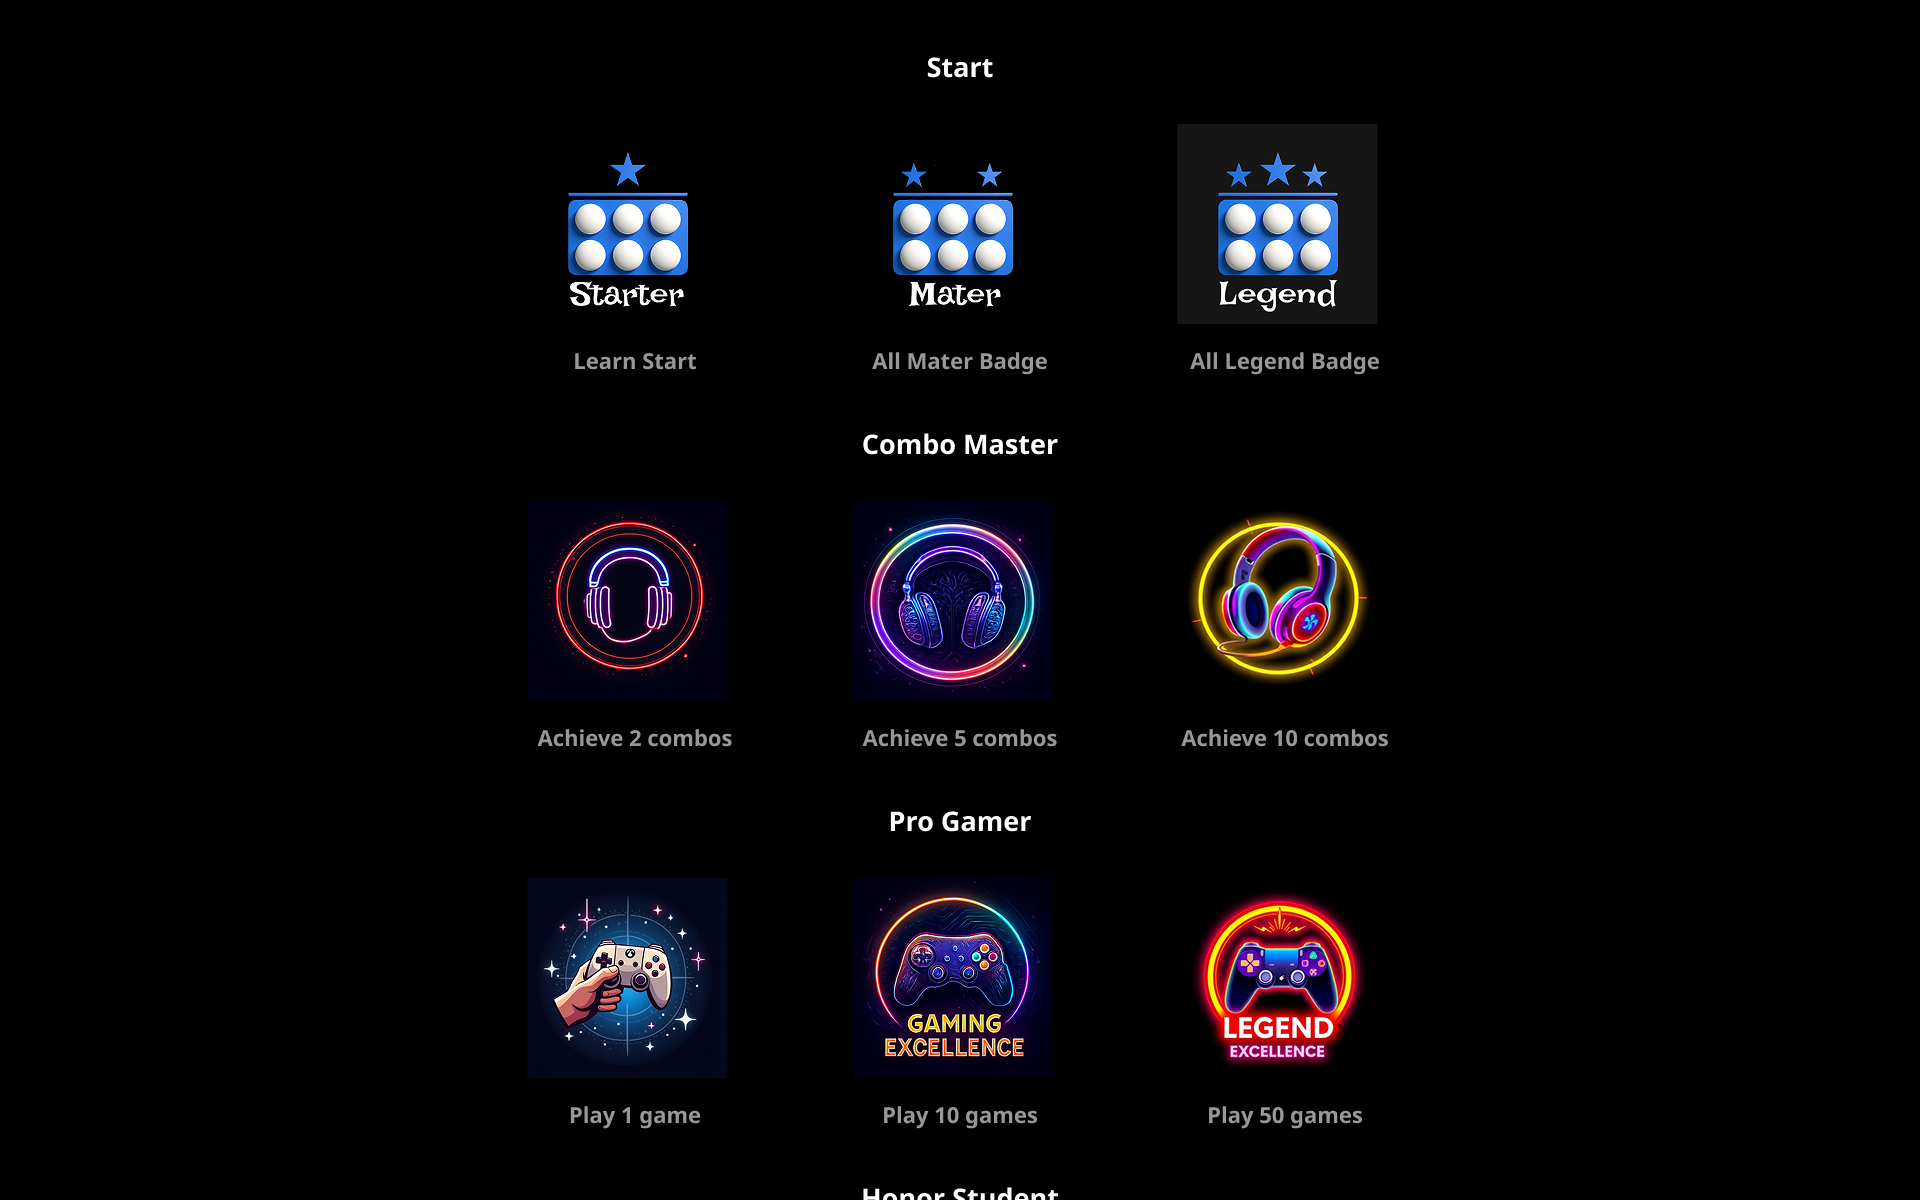 Start
Starter
Mater
Legend
Learn Start
All Mater Badge
All Legend Badge
Combo Master
Achieve 2 combos
Achieve 5 combos
Achieve 10 combos
Pro Gamer
GAMING
EXCELLENCE
LEGEND
EXCELLENCE
Play 1 game
Play 10 games
Play 50 games
Honor Student